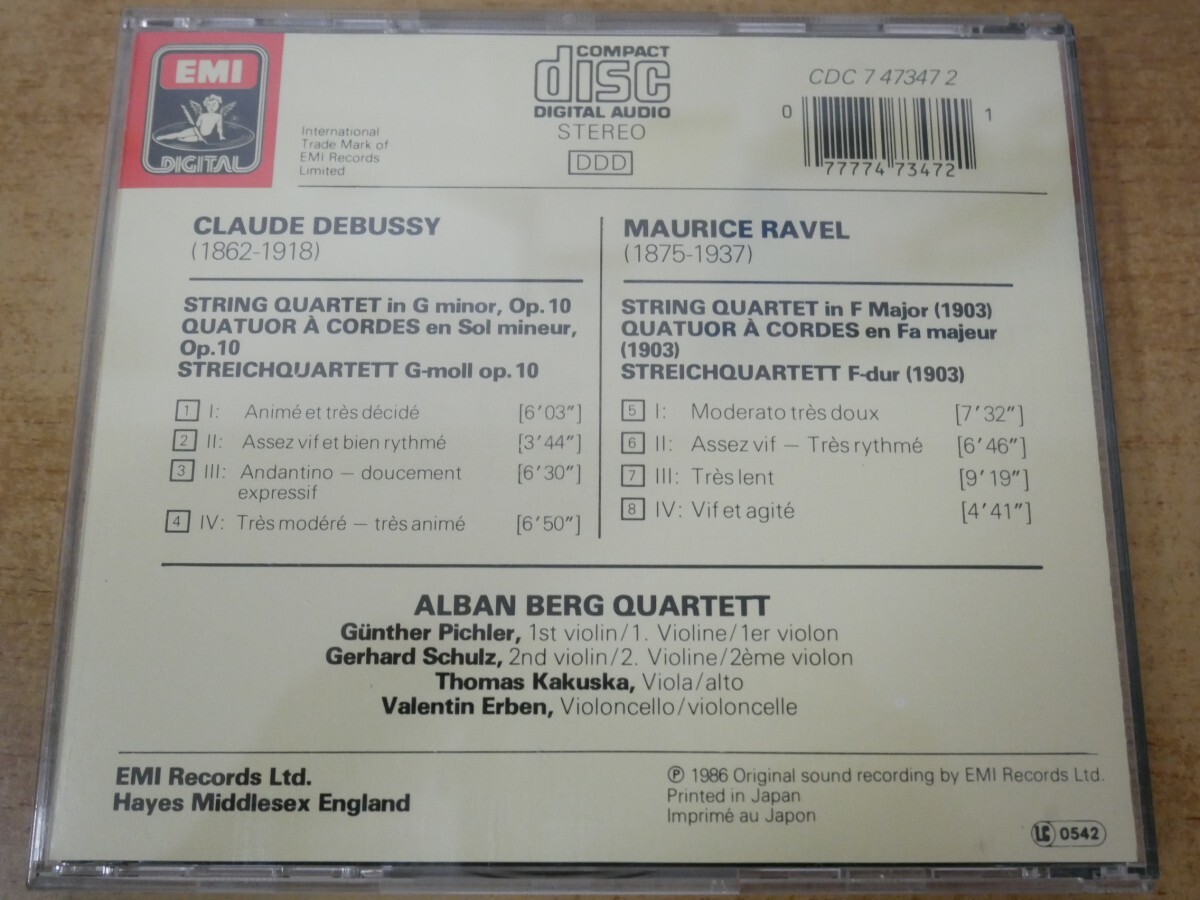 EMI
DIGITAL
International
Trade Mark of
EMI Records
Limited
COMPACT
disc
DIGITAL AUDIO
STEREO
DDD
CDC 7 47347 2
0 77774 73472 1
CLAUDE DEBUSSY
(1862-1918)
STRING QUARTET in G minor, Op. 10
QUATUOR À CORDES en Sol mineur,
Op.10
STREICHQUARTETT G-moll op. 10
1 I: Animé et très décidé [6'03"]
2 II: Assez vif et bien rythmé [3'44"]
3 III: Andantino – doucement [6'30"]
expressif
4 IV: Très modéré – très animé [6'50"]
MAURICE RAVEL
(1875-1937)
STRING QUARTET in F Major (1903)
QUATUOR À CORDES en Fa majeur
(1903)
STREICHQUARTETT F-dur (1903)
5 I: Moderato très doux [7'32"]
6 II: Assez vif – Très rythmé [6'46"]
7 III: Très lent [9'19"]
8 IV: Vif et agité [4'41"]
ALBAN BERG QUARTETT
Günther Pichler, 1st violin/1. Violine/1er violon
Gerhard Schulz, 2nd violin/2. Violine/2ème violon
Thomas Kakuska, Viola/alto
Valentin Erben, Violoncello/violoncelle
EMI Records Ltd.
Hayes Middlesex England
℗ 1986 Original sound recording by EMI Records Ltd.
Printed in Japan
Imprimé au Japon
LC 0542